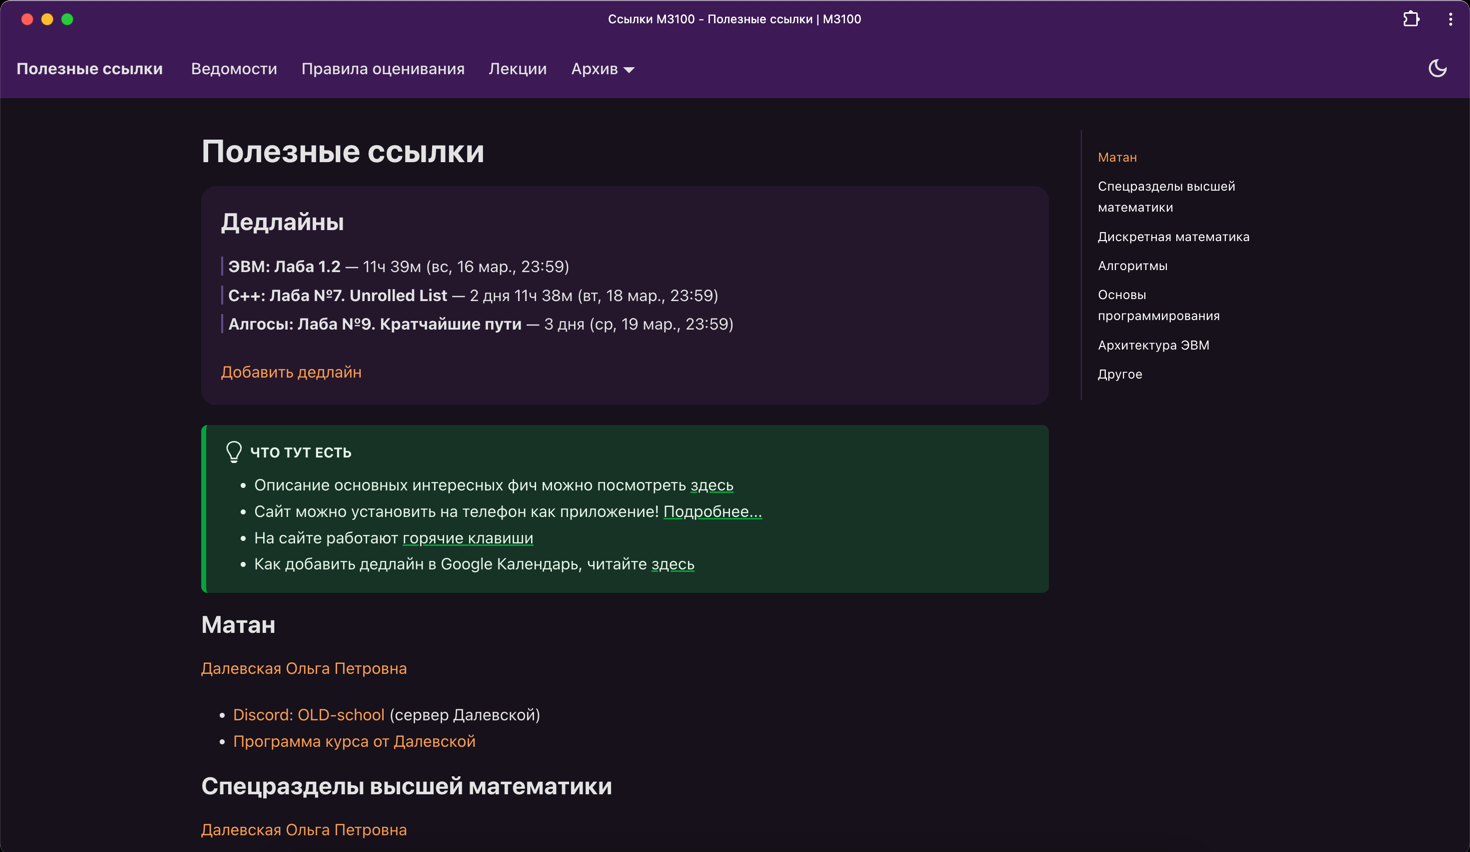 Ссылки M3100 - Полезные ссылки | M3100
Полезные ссылки Ведомости Правила оценивания Лекции Архив
Полезные ссылки
Дедлайны
ЭВМ: Лаба 1.2 — 11ч 39м (вс, 16 мар., 23:59)
C++: Лаба №7. Unrolled List — 2 дня 11ч 38м (вт, 18 мар., 23:59)
Алгосы: Лаба №9. Кратчайшие пути — 3 дня (ср, 19 мар., 23:59)
Добавить дедлайн
ЧТО ТУТ ЕСТЬ
• Описание основных интересных фич можно посмотреть здесь
• Сайт можно установить на телефон как приложение! Подробнее...
• На сайте работают горячие клавиши
• Как добавить дедлайн в Google Календарь, читайте здесь
Матан
Далевская Ольга Петровна
• Discord: OLD-school (сервер Далевской)
• Программа курса от Далевской
Спецразделы высшей математики
Далевская Ольга Петровна
Матан
Спецразделы высшей
математики
Дискретная математика
Алгоритмы
Основы
программирования
Архитектура ЭВМ
Другое